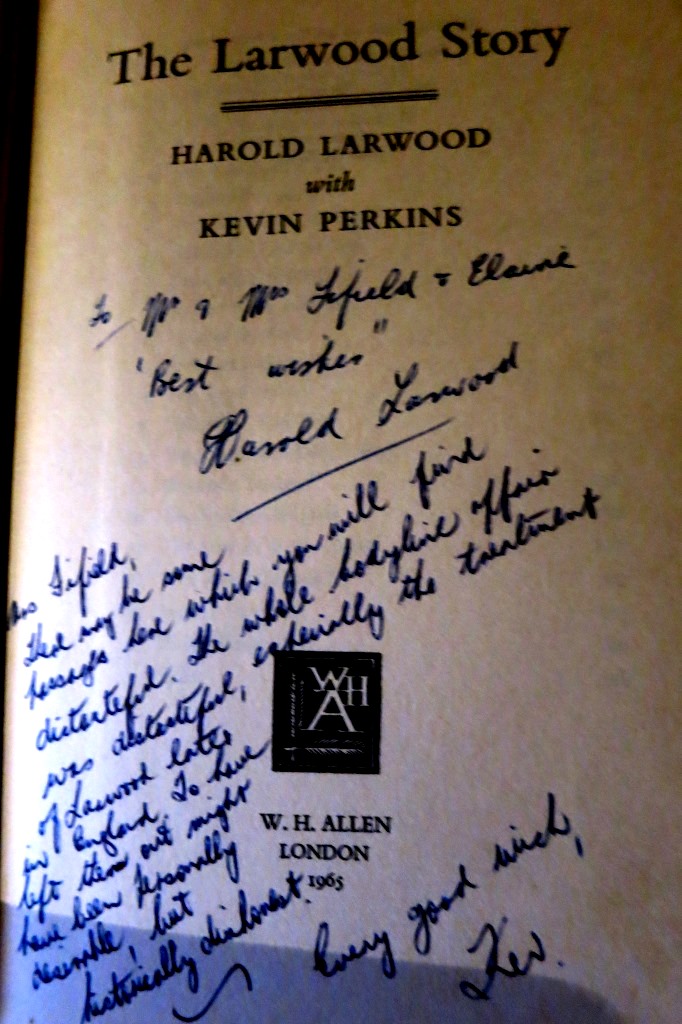 The Larwood Story
HAROLD LARWOOD
with
KEVIN PERKINS
To Mr & Mrs Fifield & Elaine
"Best wishes"
Harold Larwood
Mrs Fifield,
There may be some
passages here which you will find
distasteful. The whole bodyline affair
was distasteful, especially the treatment
of Larwood later
in England. To have
left them out might
have been personally
desirable, but
historically dishonest.
WHA
W. H. ALLEN
LONDON
1965
Every good wish,
Kev.